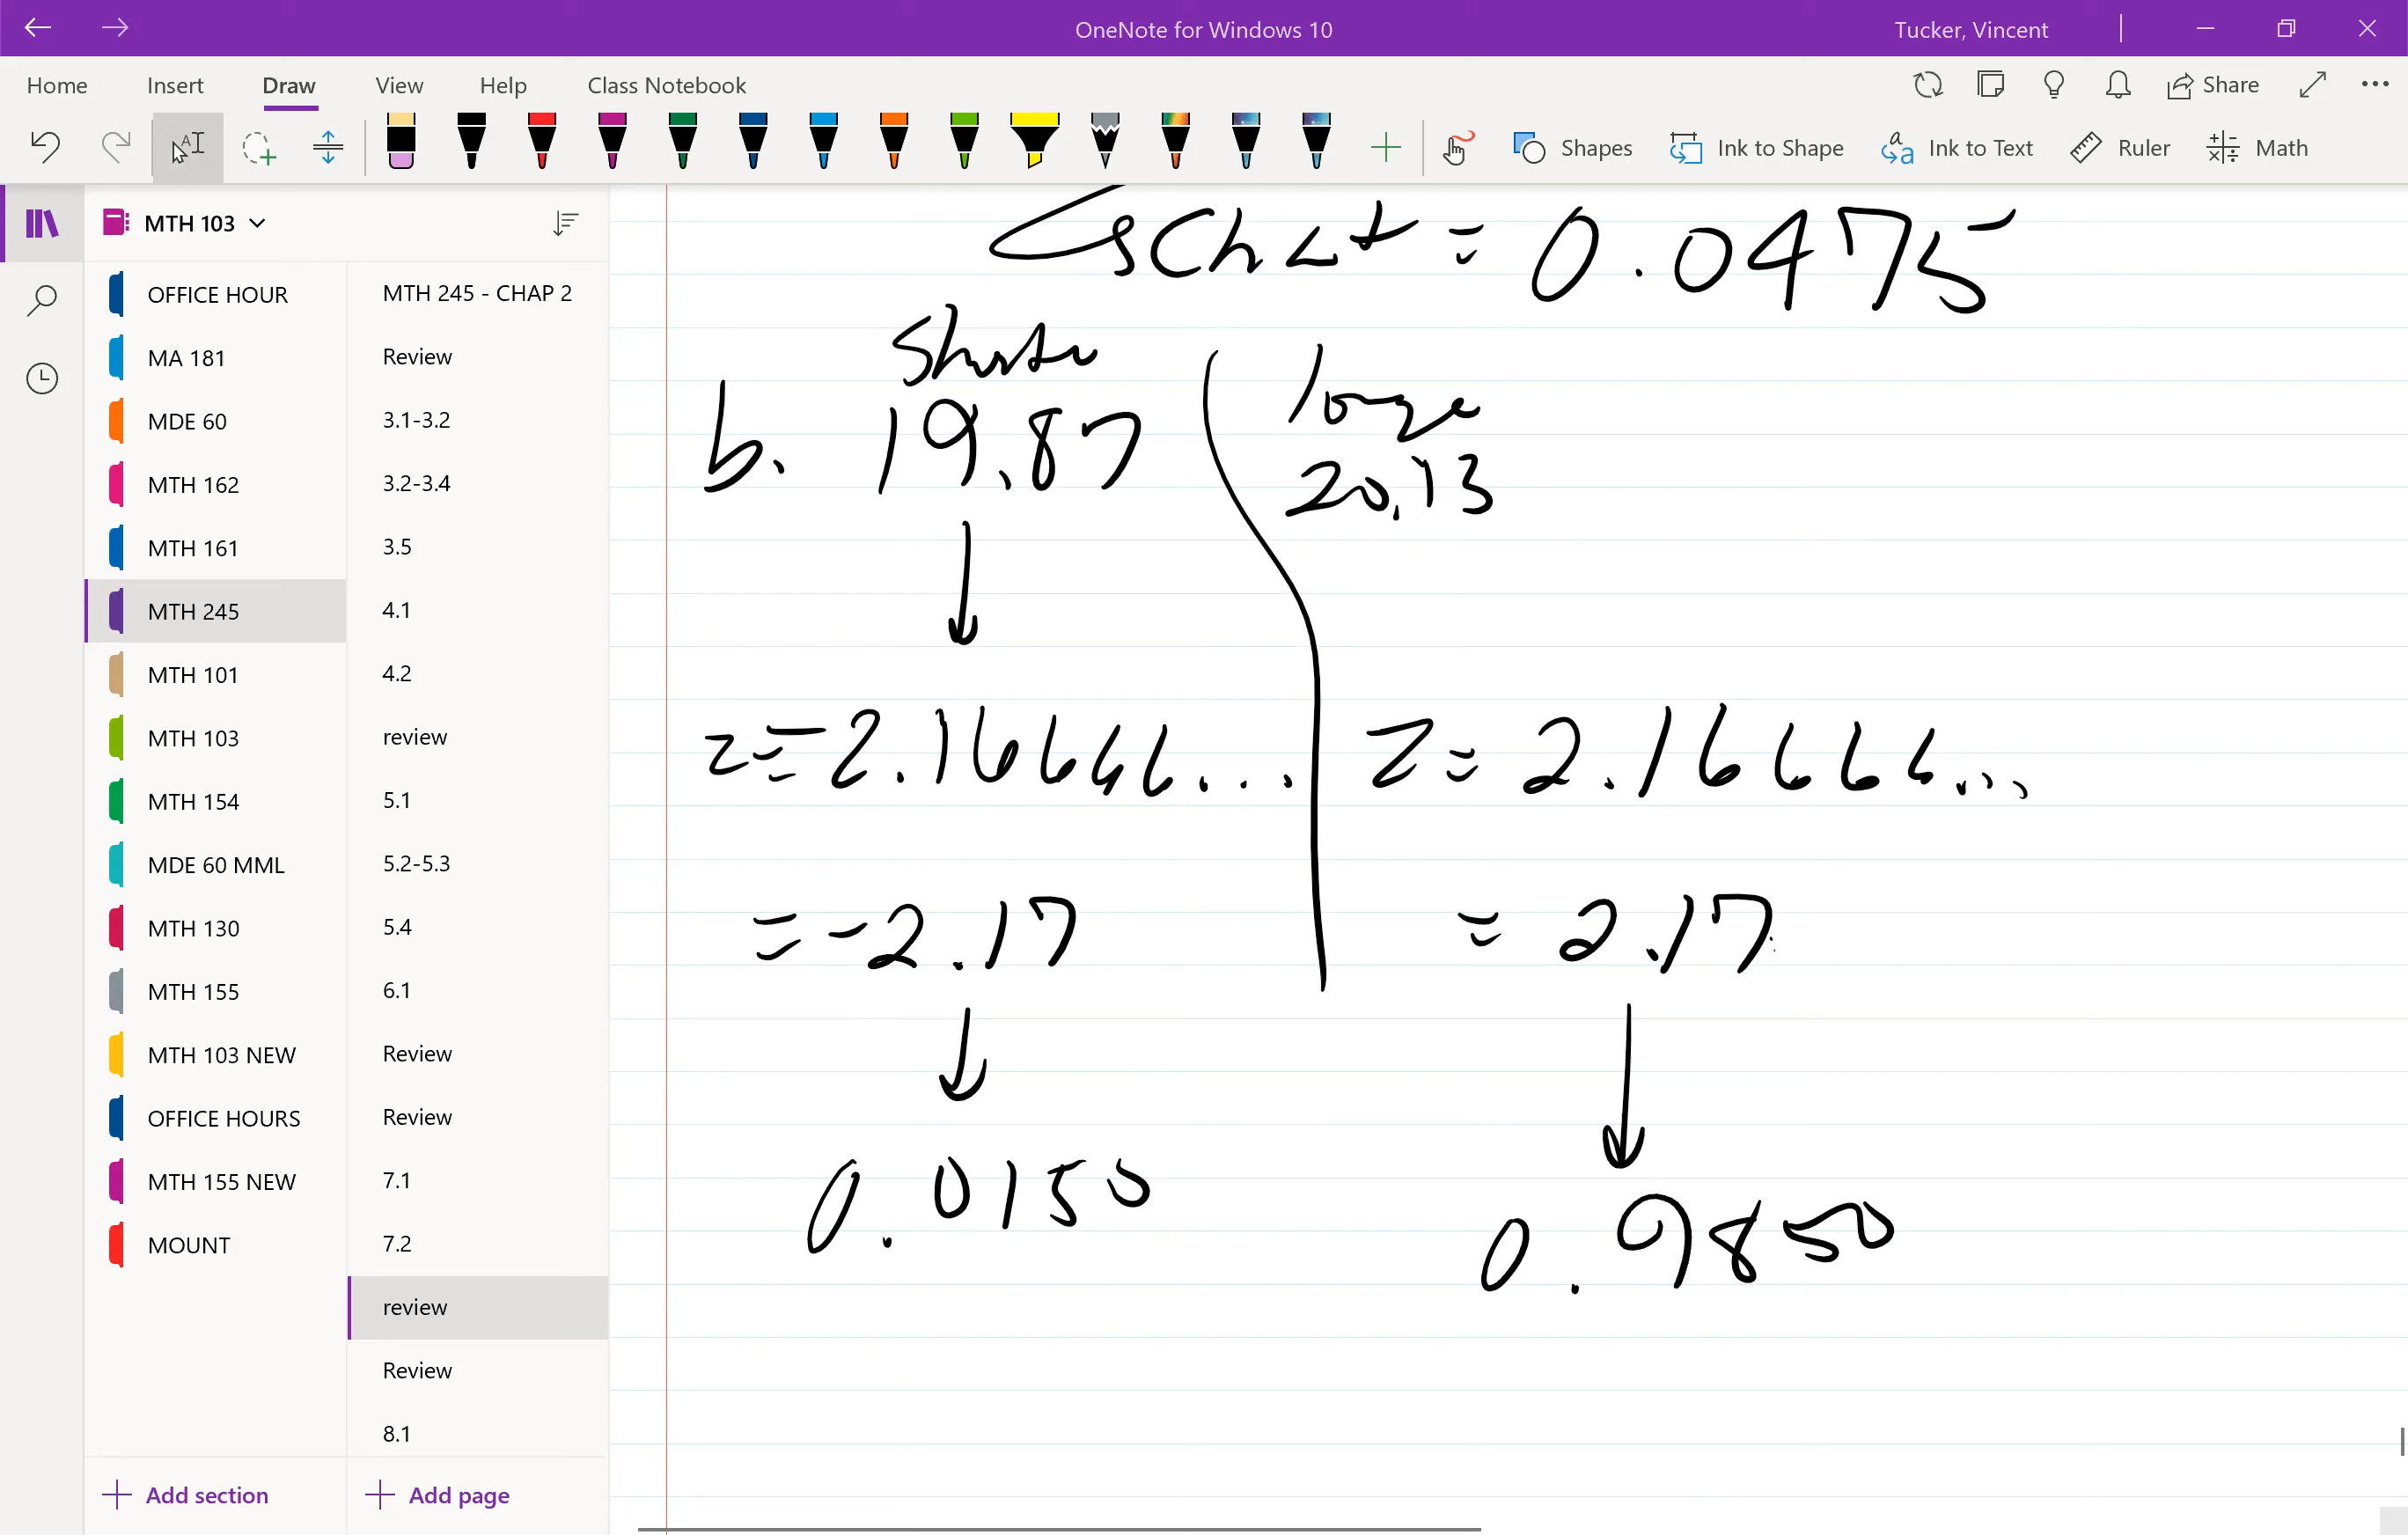 OneNote for Windows 10
Tucker, Vincent
Home Insert Draw View Help Class Notebook
Share
Shapes Ink to Shape Ink to Text Ruler Math
MTH 103
OFFICE HOUR
MA 181
MDE 60
MTH 162
MTH 161
MTH 245
MTH 101
MTH 103
MTH 154
MDE 60 MML
MTH 130
MTH 155
MTH 103 NEW
OFFICE HOURS
MTH 155 NEW
MOUNT
Add section
MTH 245 - CHAP 2
Review
3.1-3.2
3.2-3.4
3.5
4.1
4.2
review
5.1
5.2-5.3
5.4
6.1
Review
Review
7.1
7.2
review
Review
8.1
Add page
= 0.0475
b. 19.87
z = -2.16666...
= -2.17
0.0150
20.13
z = 2.16666...
= 2.17
0.9850